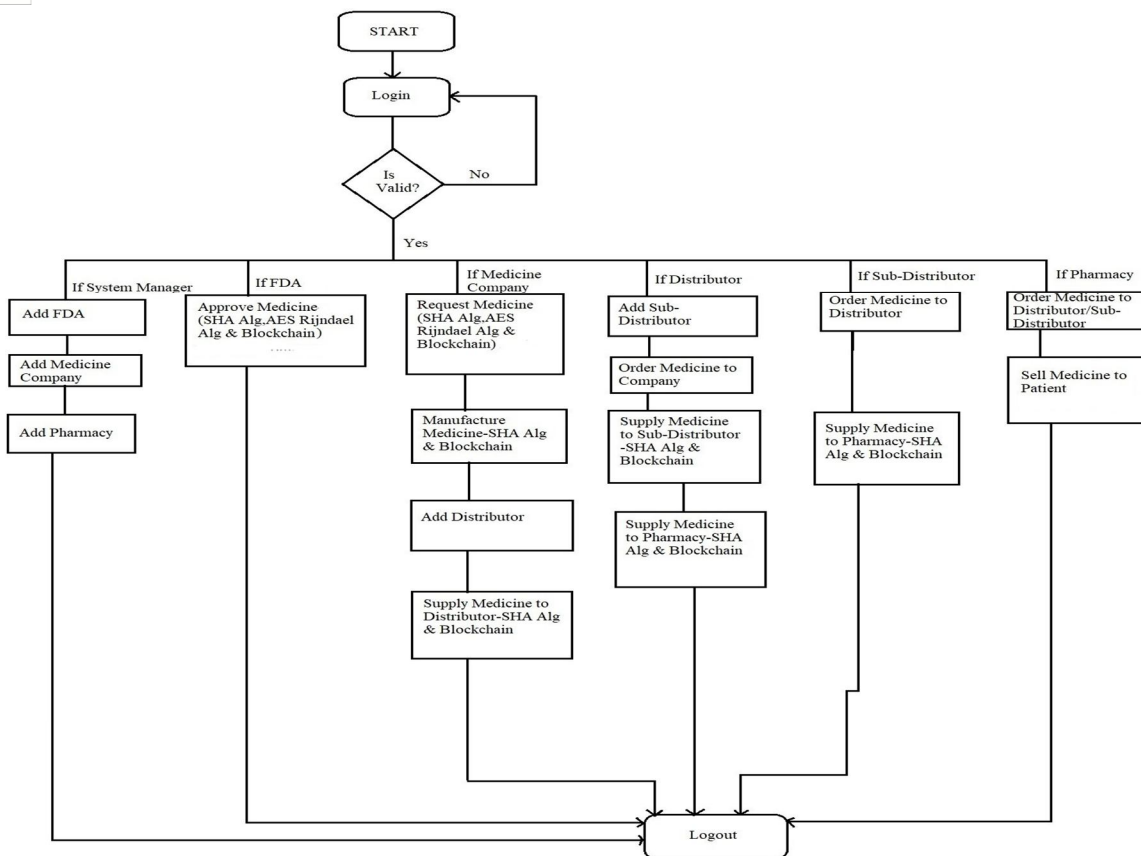 START
Login
Is
Valid?
No
Yes
If System Manager
Add FDA
Add Medicine
Company
Add Pharmacy
If FDA
Approve Medicine
(SHA Alg,AES Rijndael
Alg & Blockchain)
If Medicine
Company
Request Medicine
(SHA Alg,AES
Rijndael Alg &
Blockchain)
Manufacture
Medicine-SHA Alg
& Blockchain
Add Distributor
Supply Medicine to
Distributor-SHA Alg
& Blockchain
If Distributor
Add Sub-
Distributor
Order Medicine to
Company
Supply Medicine
to Sub-Distributor
-SHA Alg &
Blockchain
Supply Medicine
to Pharmacy-SHA
Alg & Blockchain
If Sub-Distributor
Order Medicine to
Distributor
Supply Medicine
to Pharmacy-SHA
Alg & Blockchain
If Pharmacy
Order Medicine to
Distributor/Sub-
Distributor
Sell Medicine to
Patient
Logout